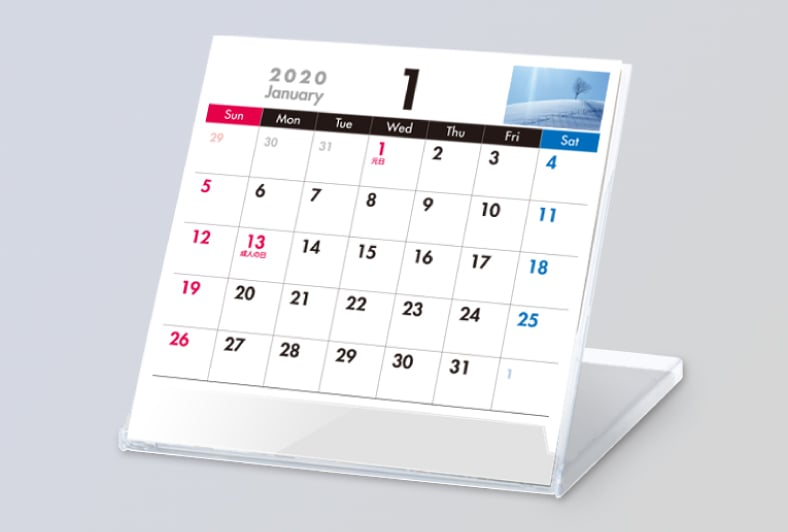 2020 1
January
Sun Mon Tue Wed Thu Fri Sat
29 30 31 1 2 3 4
元日
5 6 7 8 9 10 11
12 13 14 15 16 17 18
成人の日
19 20 21 22 23 24 25
26 27 28 29 30 31 1